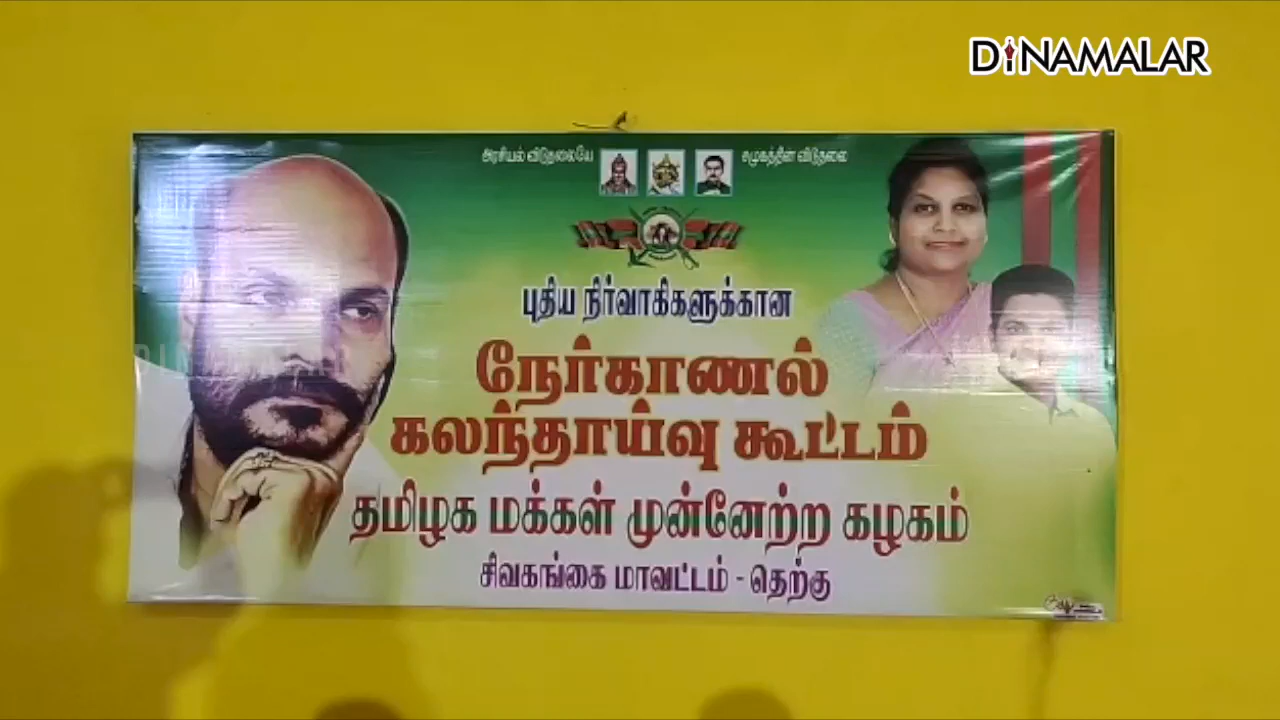 DINAMALAR
அரசியல் விடுதலையே சமூகத்தின் விடுதலை
புதிய நிர்வாகிகளுக்கான
நேர்காணல்
கலந்தாய்வு கூட்டம்
தமிழக மக்கள் முன்னேற்ற கழகம்
சிவகங்கை மாவட்டம் - தெற்கு